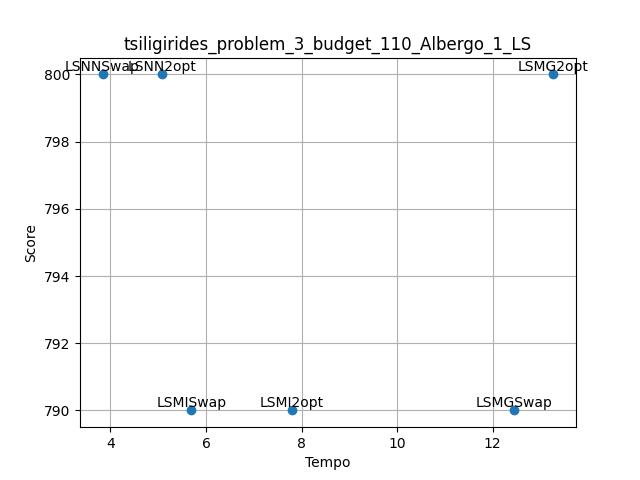 tsiligirides_problem_3_budget_110_Albergo_1_LS
LSNNSwap LSNN2opt LSMG2opt
800
798
796
794
792
790
Score
LSMISwap LSMI2opt LSMGSwap
4 6 8 10 12
Tempo